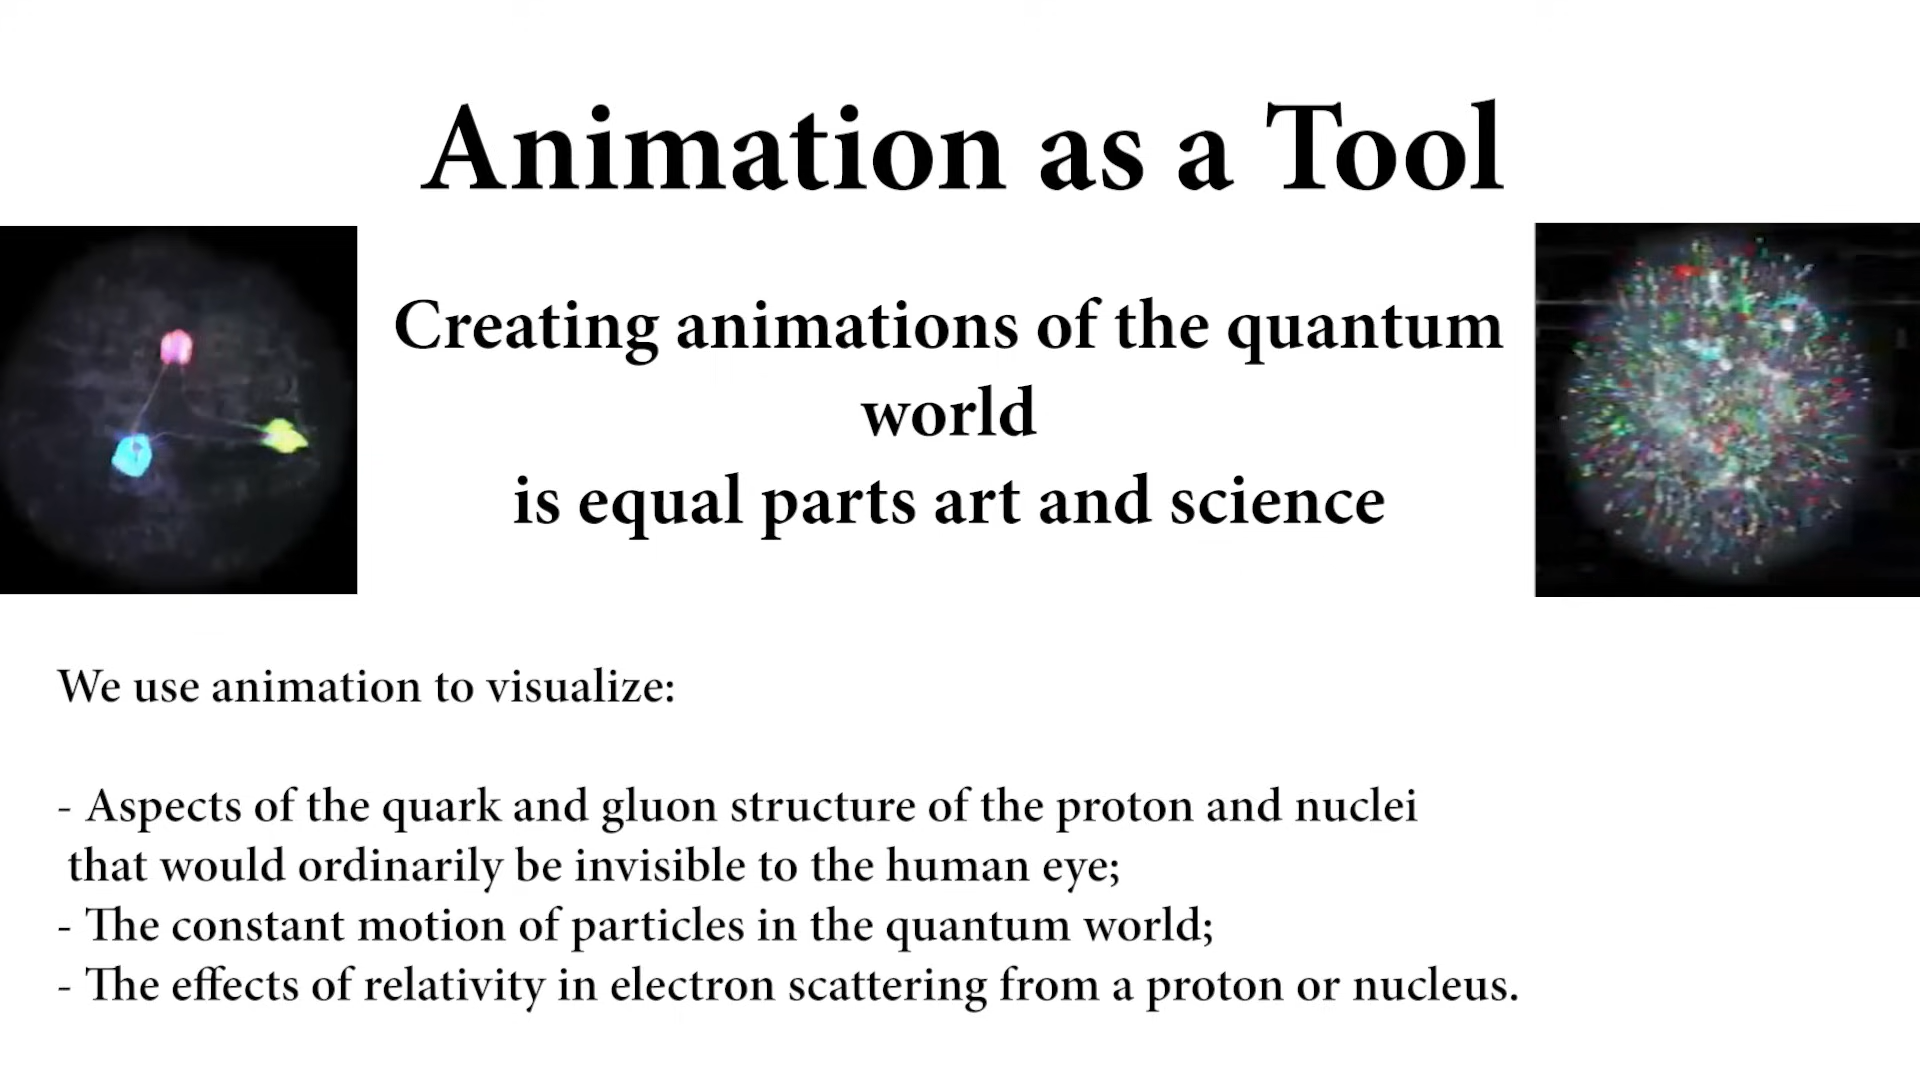 Animation as a Tool
Creating animations of the quantum
world
is equal parts art and science
We use animation to visualize:
- Aspects of the quark and gluon structure of the proton and nuclei
that would ordinarily be invisible to the human eye;
- The constant motion of particles in the quantum world;
- The effects of relativity in electron scattering from a proton or nucleus.